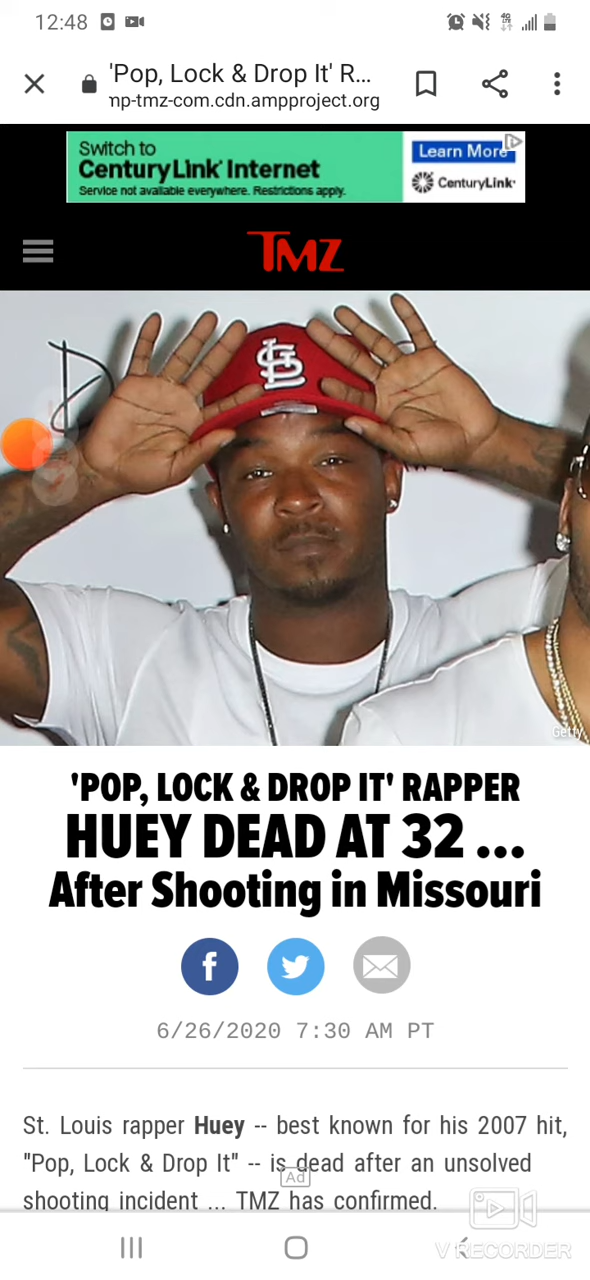 12:48
4G
'Pop, Lock & Drop It' R...
mp-tmz-com.cdn.ampproject.org
Switch to
CenturyLink® Internet
Service not available everywhere. Restrictions apply.
Learn More
CenturyLink®
TMZ
STL
Getty
'POP, LOCK & DROP IT' RAPPER
HUEY DEAD AT 32 ...
After Shooting in Missouri
f
6/26/2020 7:30 AM PT
St. Louis rapper Huey -- best known for his 2007 hit,
"Pop, Lock & Drop It" -- is dead after an unsolved
Ad
shooting incident ... TMZ has confirmed.
V RECORDER